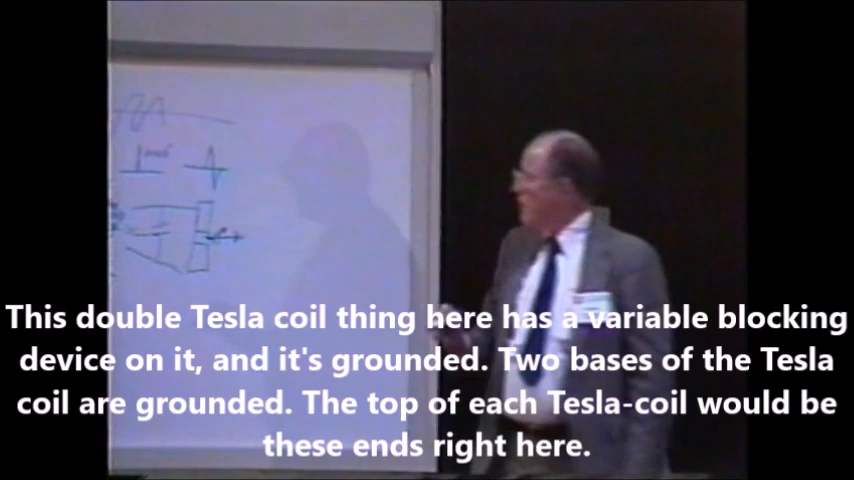 This double Tesla coil thing here has a variable blocking
device on it, and it's grounded. Two bases of the Tesla
coil are grounded. The top of each Tesla-coil would be
these ends right here.